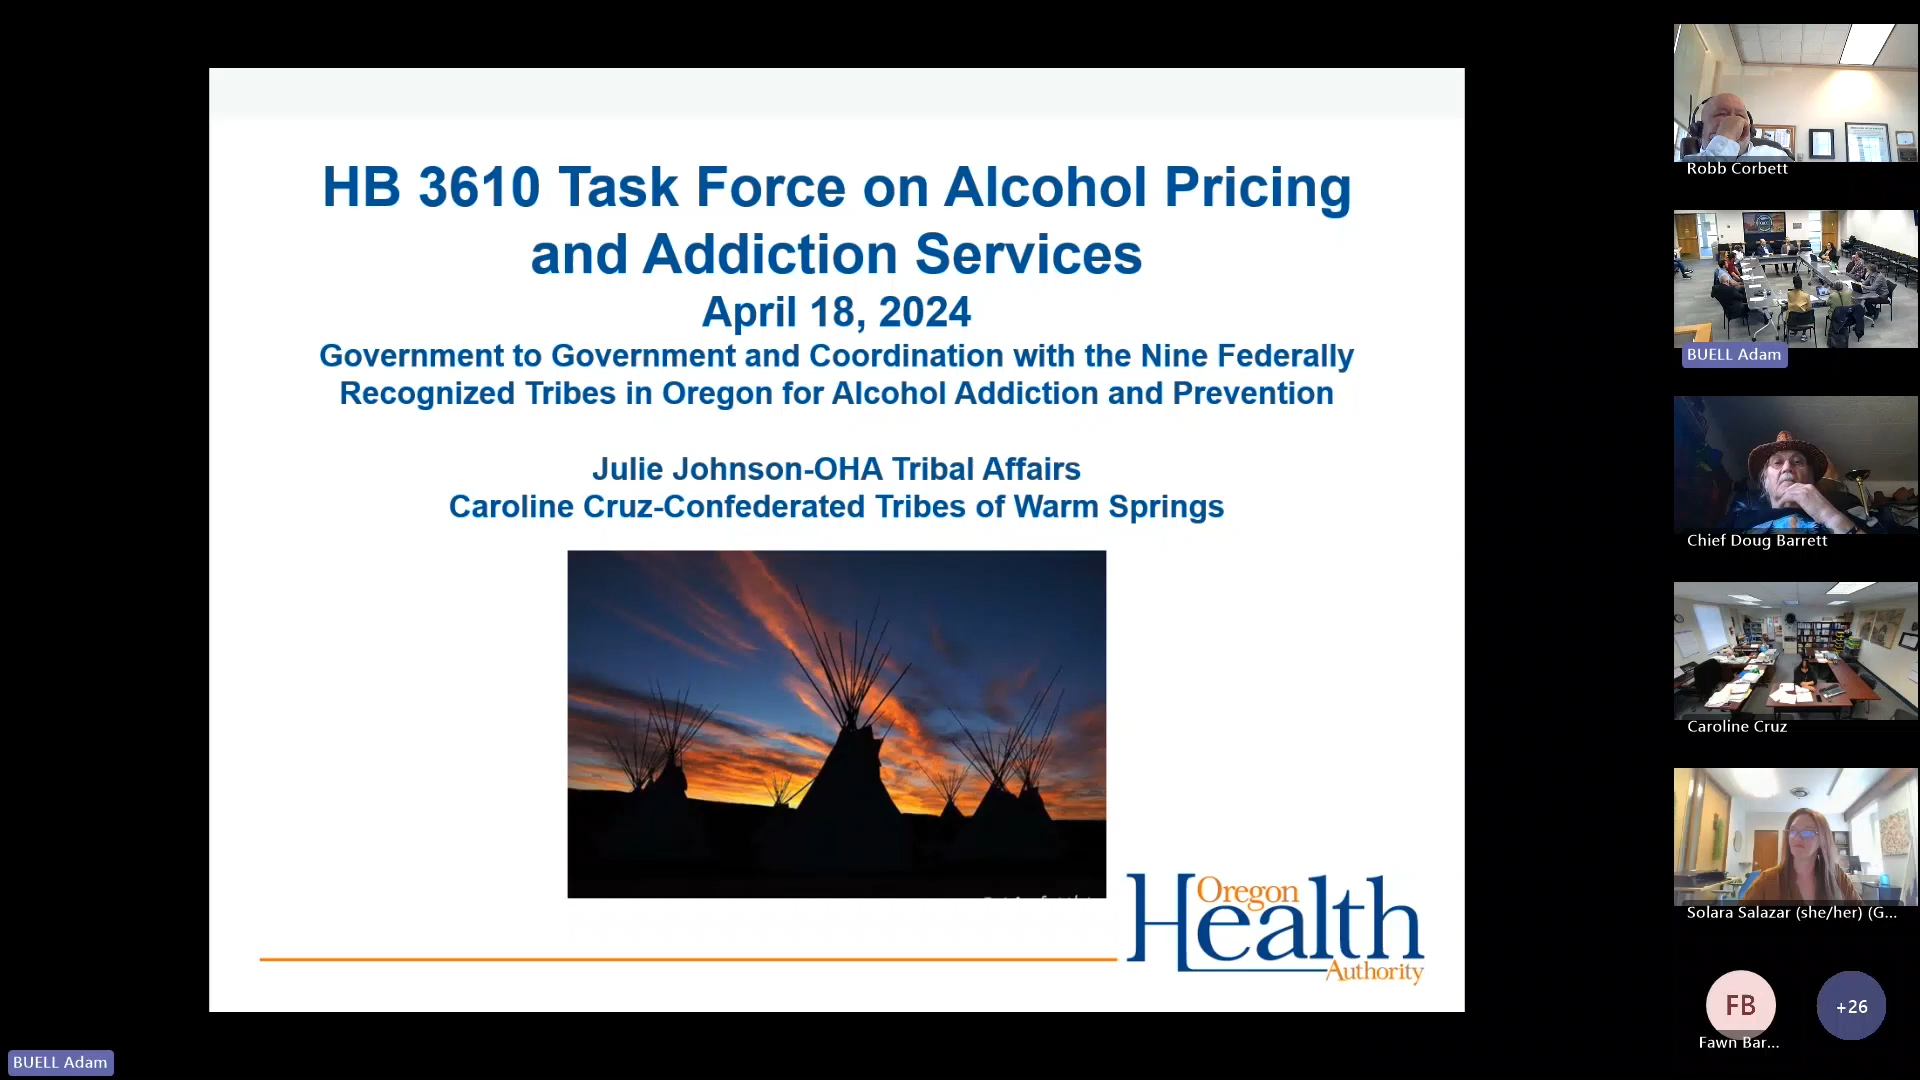 HB 3610 Task Force on Alcohol Pricing
and Addiction Services
April 18, 2024
Government to Government and Coordination with the Nine Federally
Recognized Tribes in Oregon for Alcohol Addiction and Prevention
Julie Johnson-OHA Tribal Affairs
Caroline Cruz-Confederated Tribes of Warm Springs
Oregon
Health
Authority
Robb Corbett
BUELL Adam
Chief Doug Barrett
Caroline Cruz
Solara Salazar (she/her) (G...
FB
+26
Fawn Bar...
BUELL Adam